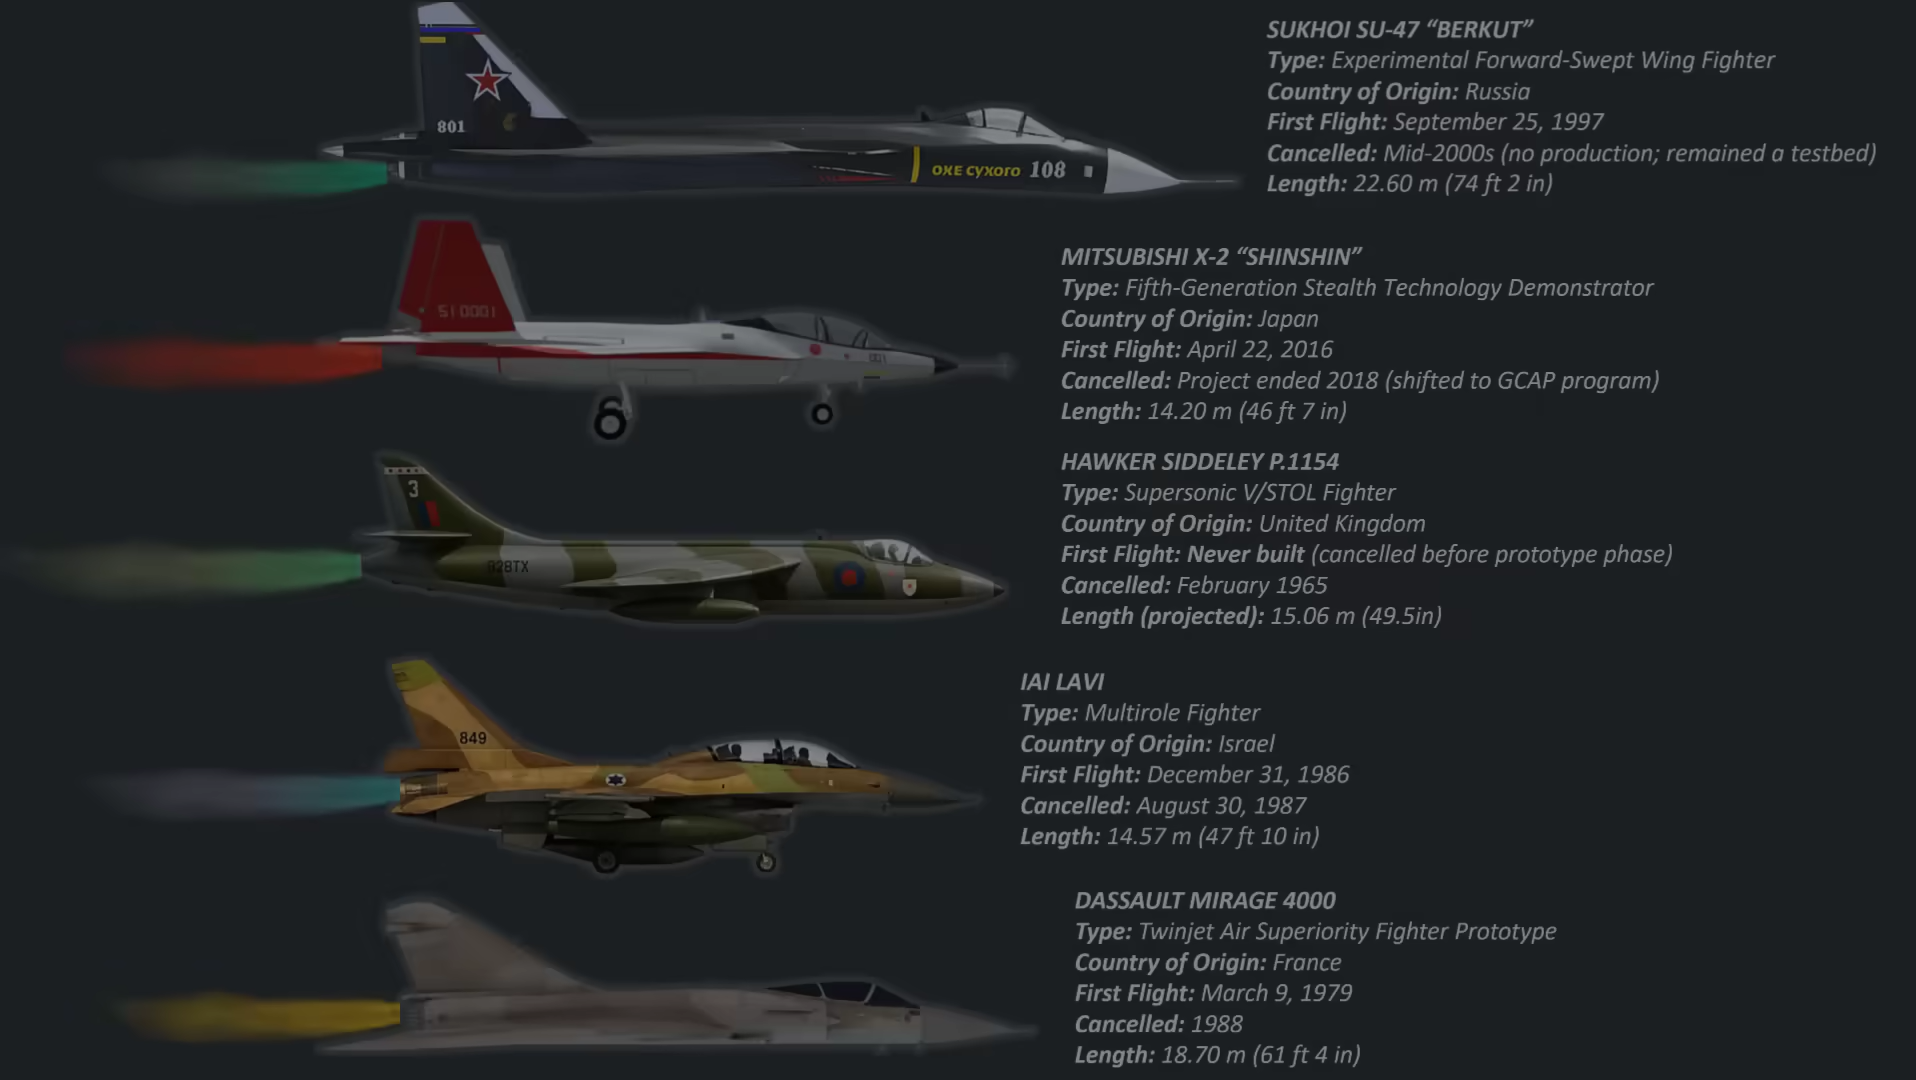 801
ОКБ СУХОГО 108
SUKHOI SU-47 “BERKUT”
Type: Experimental Forward-Swept Wing Fighter
Country of Origin: Russia
First Flight: September 25, 1997
Cancelled: Mid-2000s (no production; remained a testbed)
Length: 22.60 m (74 ft 2 in)
51 0001
001
MITSUBISHI X-2 “SHINSHIN”
Type: Fifth-Generation Stealth Technology Demonstrator
Country of Origin: Japan
First Flight: April 22, 2016
Cancelled: Project ended 2018 (shifted to GCAP program)
Length: 14.20 m (46 ft 7 in)
3
928TX
HAWKER SIDDELEY P.1154
Type: Supersonic V/STOL Fighter
Country of Origin: United Kingdom
First Flight: Never built (cancelled before prototype phase)
Cancelled: February 1965
Length (projected): 15.06 m (49.5in)
849
IAI LAVI
Type: Multirole Fighter
Country of Origin: Israel
First Flight: December 31, 1986
Cancelled: August 30, 1987
Length: 14.57 m (47 ft 10 in)
DASSAULT MIRAGE 4000
Type: Twinjet Air Superiority Fighter Prototype
Country of Origin: France
First Flight: March 9, 1979
Cancelled: 1988
Length: 18.70 m (61 ft 4 in)